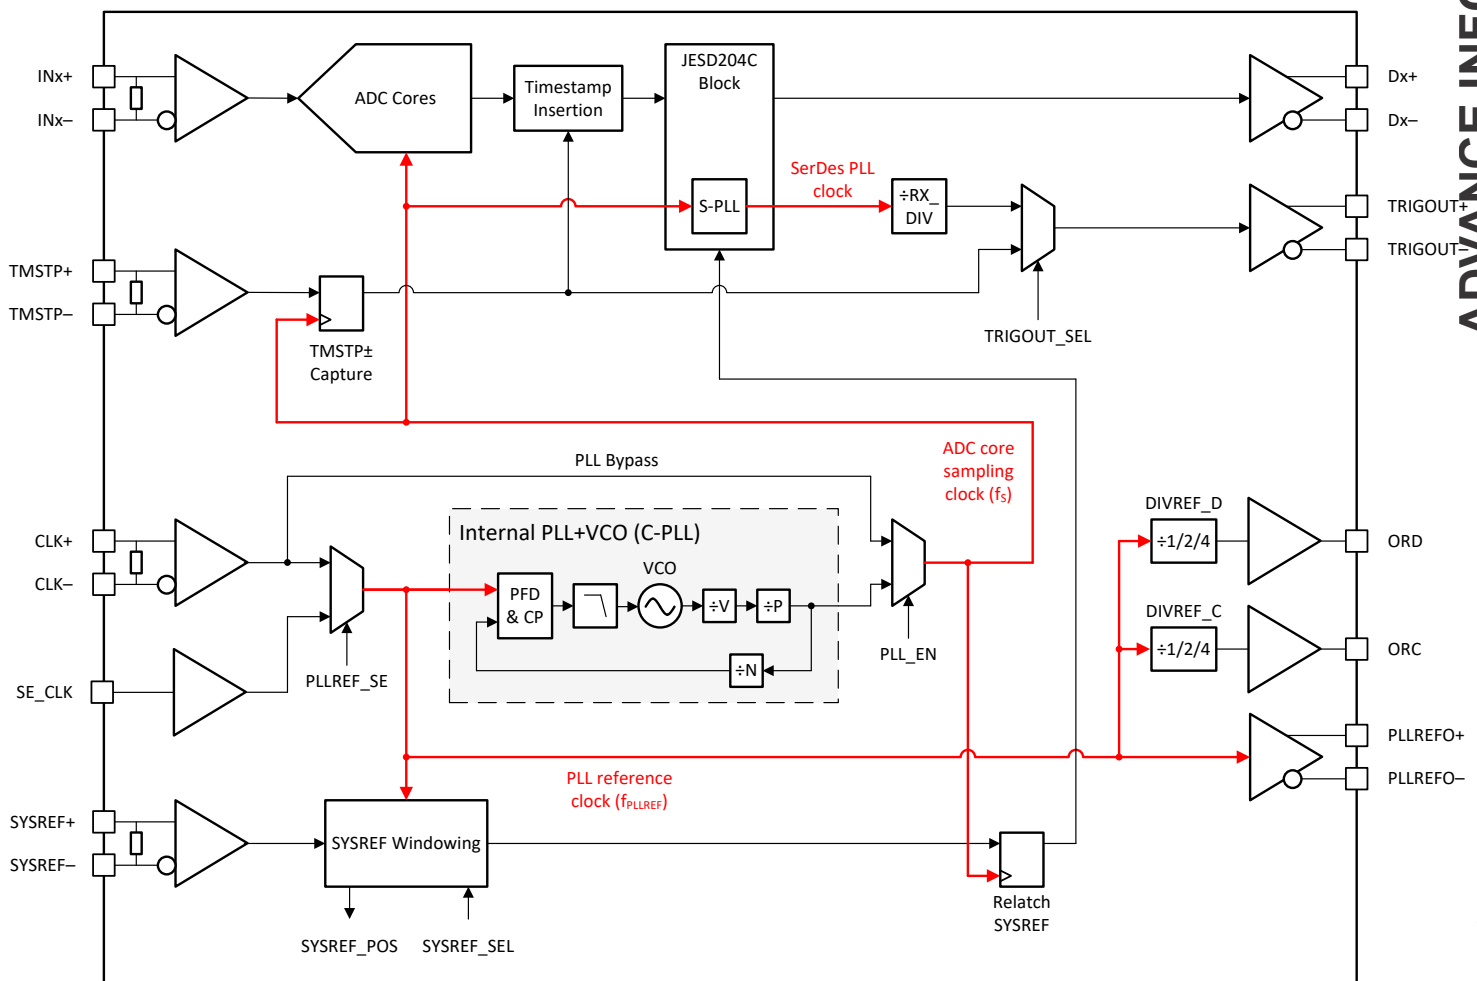 INx+
INx–
ADC Cores
Timestamp
Insertion
JESD204C
Block
Dx+
Dx–
SerDes PLL
clock
S-PLL
÷RX_
DIV
TRIGOUT+
TRIGOUT–
TMSTP+
TMSTP–
TMSTP±
Capture
TRIGOUT_SEL
ADC core
sampling
clock (fS)
PLL Bypass
CLK+
CLK–
Internal PLL+VCO (C-PLL)
VCO
PFD
& CP
÷V
÷P
÷N
PLL_EN
PLLREF_SE
SE_CLK
DIVREF_D
÷1/2/4
ORD
DIVREF_C
÷1/2/4
ORC
PLLREFO+
PLLREFO–
PLL reference
clock (fPLLREF)
SYSREF+
SYSREF–
SYSREF Windowing
SYSREF_POS
SYSREF_SEL
Relatch
SYSREF
ADVANCE